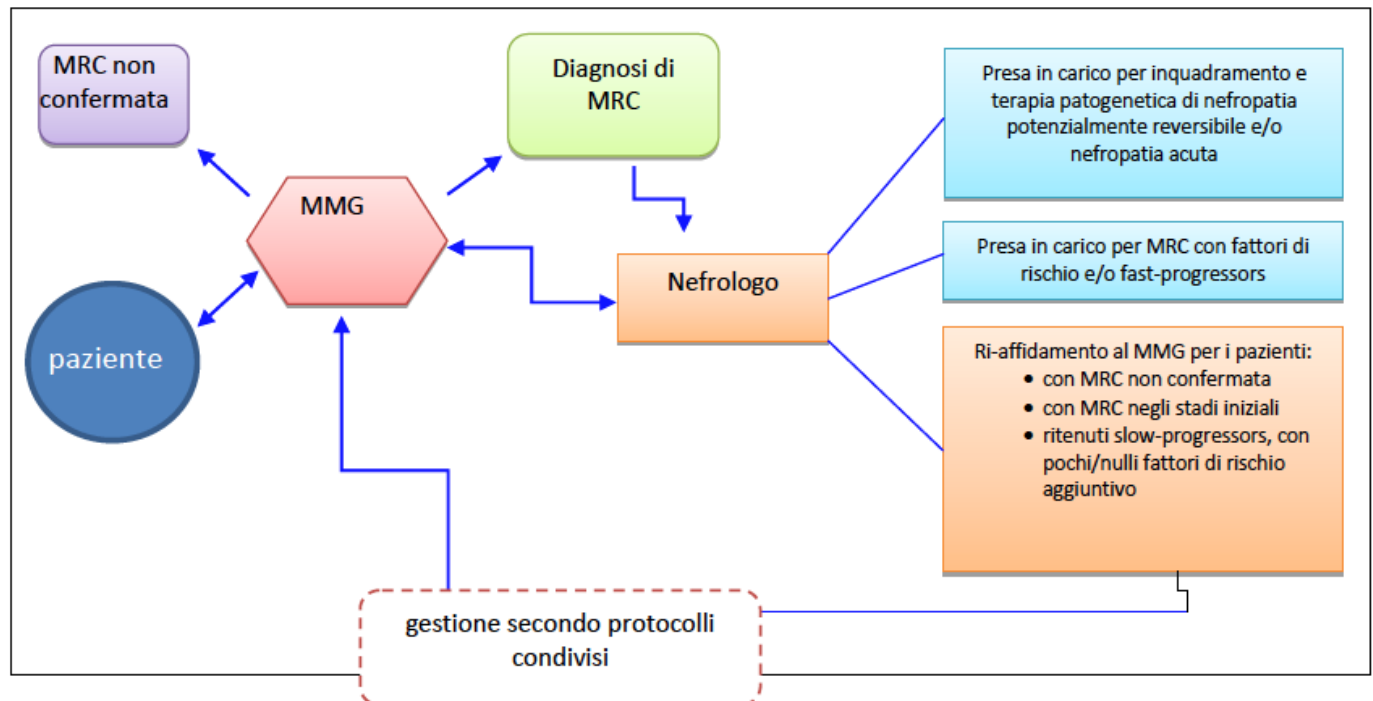 MRC non
confermata
Diagnosi di
MRC
MMG
paziente
Nefrologo
Presa in carico per inquadramento e
terapia patogenetica di nefropatia
potenzialmente reversibile e/o
nefropatia acuta
Presa in carico per MRC con fattori di
rischio e/o fast-progressors
Ri-affidamento al MMG per i pazienti:
• con MRC non confermata
• con MRC negli stadi iniziali
• ritenuti slow-progressors, con
pochi/nulli fattori di rischio
aggiuntivo
gestione secondo protocolli
condivisi